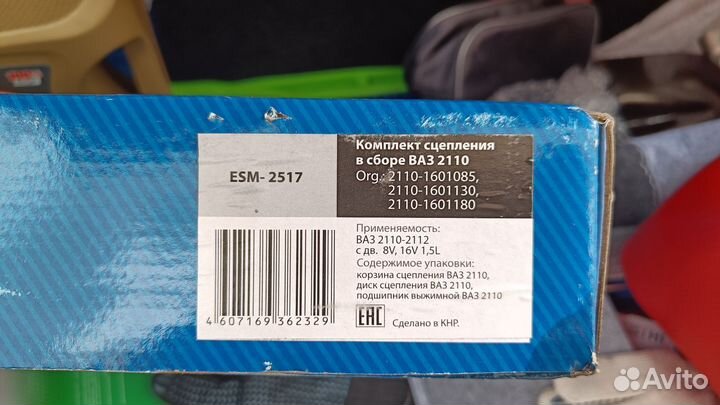 ESM- 2517
Комплект сцепления
в сборе ВАЗ 2110
Org.: 2110-1601085,
2110-1601130,
2110-1601180
Применяемость:
ВАЗ 2110-2112
с дв. 8V, 16V 1,5L
Содержимое упаковки:
корзина сцепления ВАЗ 2110,
диск сцепления ВАЗ 2110,
подшипник выжимной ВАЗ 2110
4 607169 362329
EAC
Сделано в КНР.
Avito